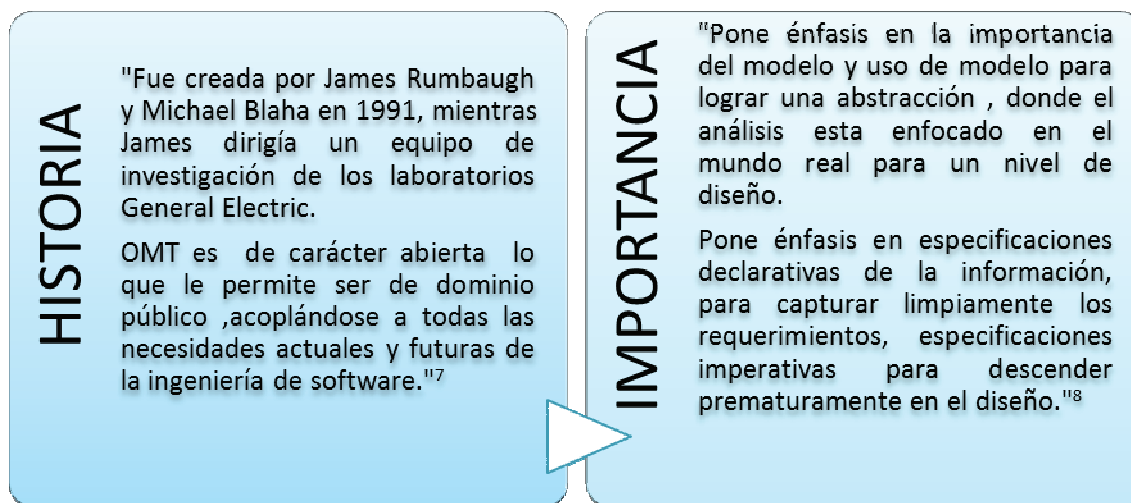 HISTORIA
"Fue creada por James Rumbaugh
y Michael Blaha en 1991, mientras
James dirigía un equipo de
investigación de los laboratorios
General Electric.
OMT es de carácter abierta lo
que le permite ser de dominio
público ,acoplándose a todas las
necesidades actuales y futuras de
la ingeniería de software."⁷
IMPORTANCIA
"Pone énfasis en la importancia
del modelo y uso de modelo para
lograr una abstracción , donde el
análisis esta enfocado en el
mundo real para un nivel de
diseño.
Pone énfasis en especificaciones
declarativas de la información,
para capturar limpiamente los
requerimientos, especificaciones
imperativas para descender
prematuramente en el diseño."⁸